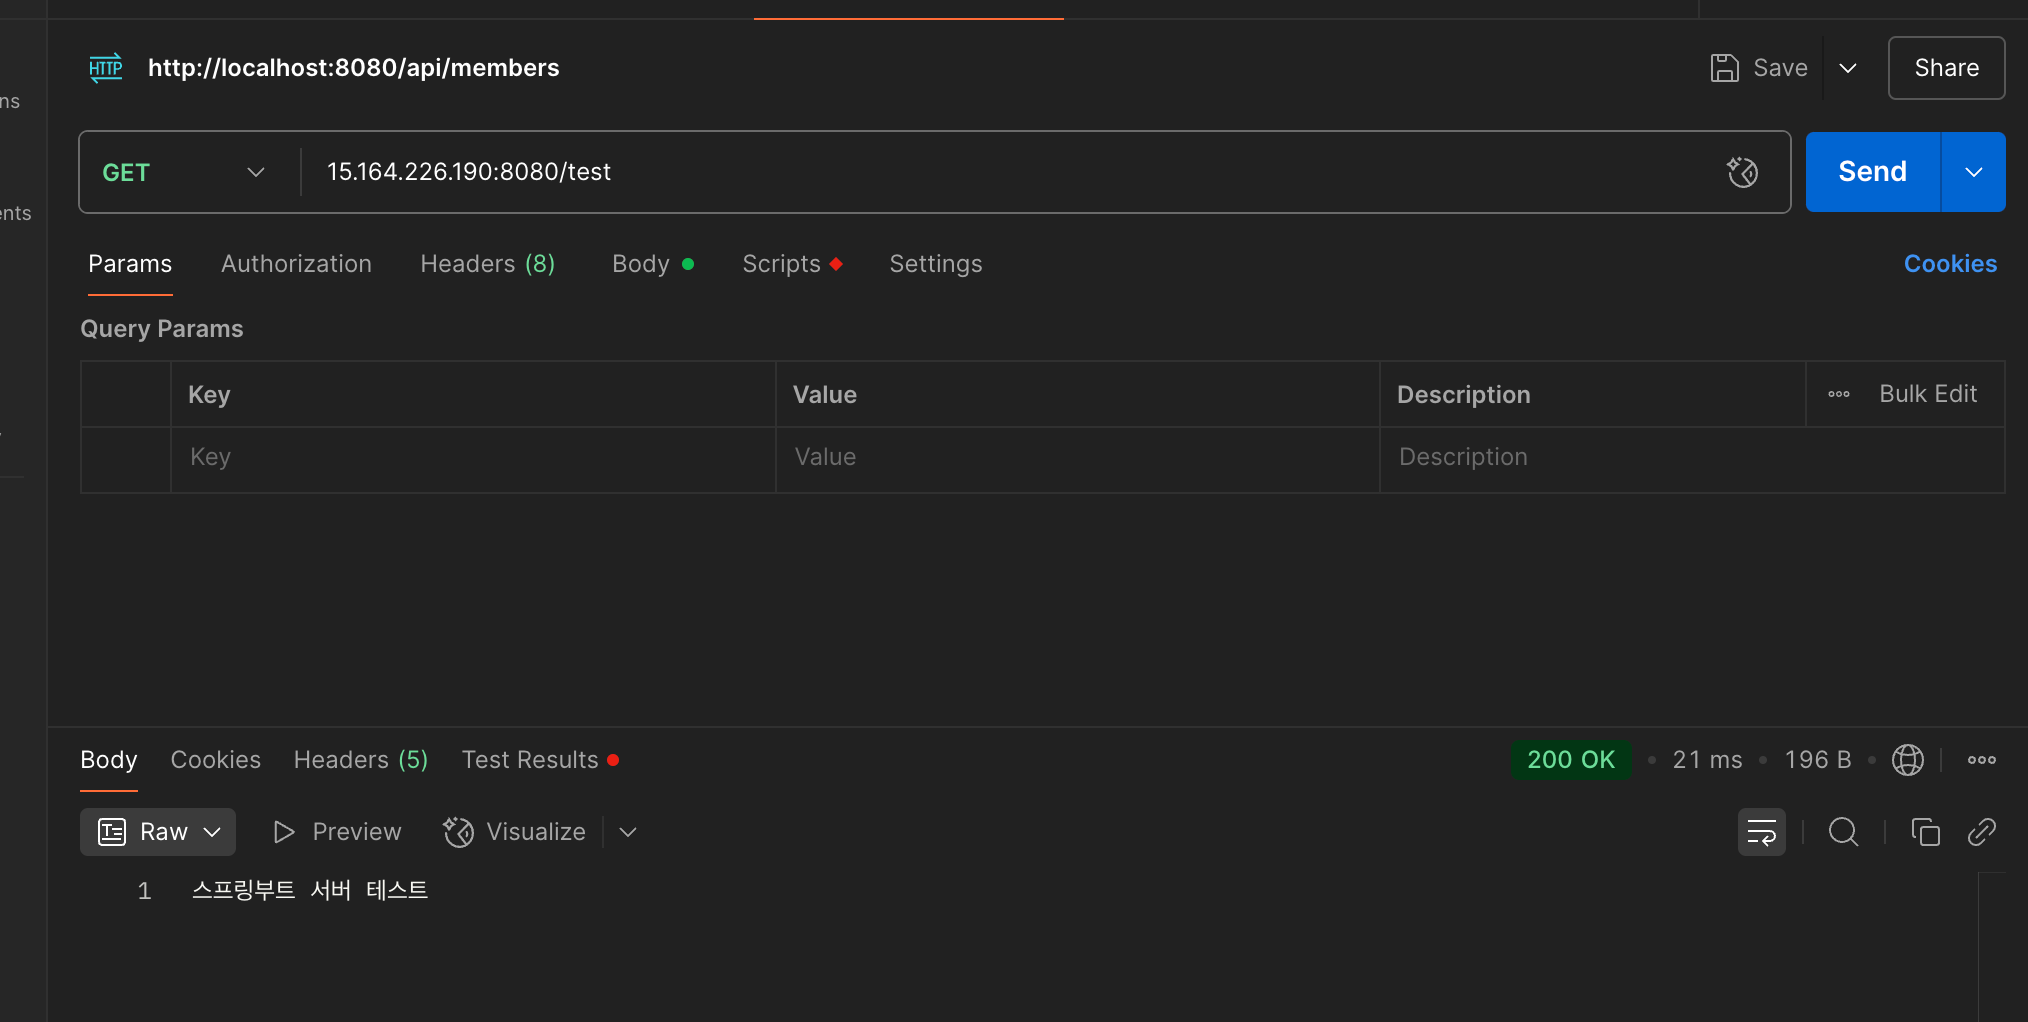 HTTP http://localhost:8080/api/members Save Share
ns
GET 15.164.226.190:8080/test Send
ents
Params Authorization Headers (8) Body Scripts Settings Cookies
Query Params
Key Value Description Bulk Edit
Key Value Description
Body Cookies Headers (5) Test Results 200 OK 21 ms 196 B
Raw Preview Visualize
1 스프링부트 서버 테스트